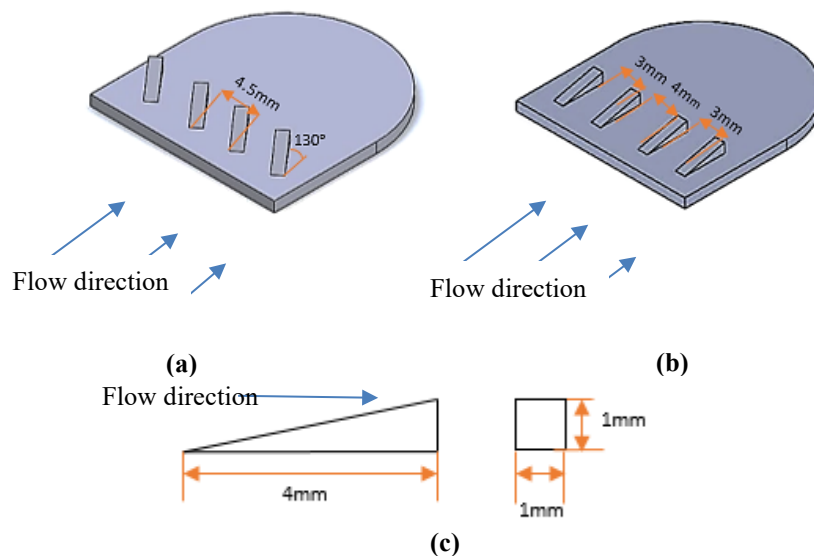 4.5mm
130°
Flow direction
(a)
3mm
4mm
3mm
Flow direction
(b)
Flow direction
4mm
1mm
1mm
(c)